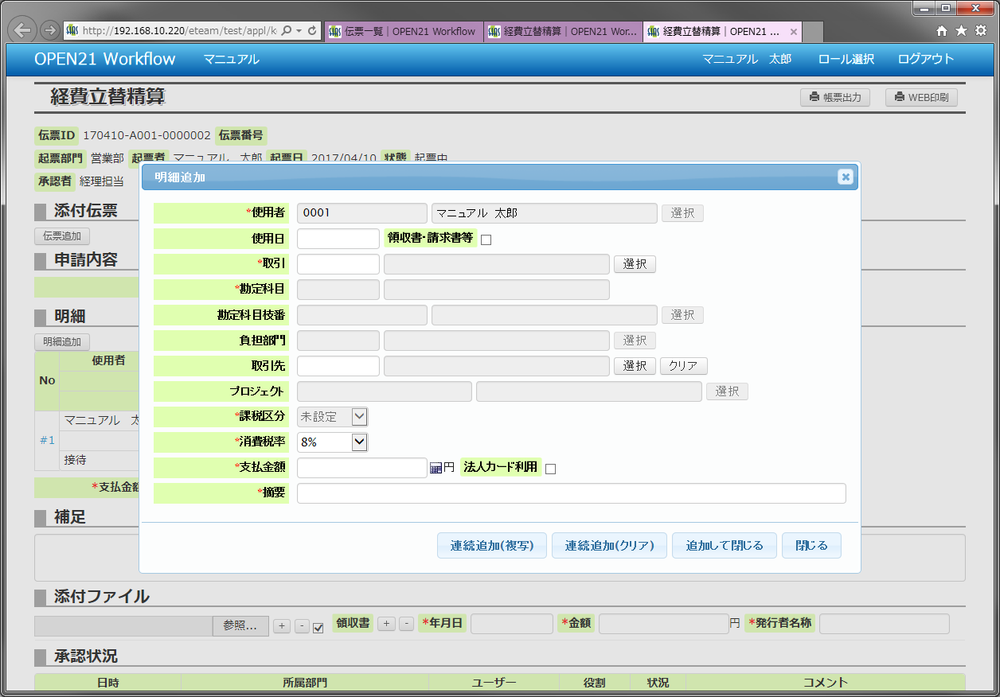 http://192.168.10.220/eteam/test/appl/k
伝票一覧 | OPEN21 Workflow
経費立替精算 | OPEN21 Wor...
経費立替精算 | OPEN21 ...
OPEN21 Workflow マニュアル マニュアル 太郎 ロール選択 ログアウト
経費立替精算 帳票出力 WEB印刷
伝票ID 170410-A001-0000002 伝票番号
起票部門 営業部 起票者 マニュアル 太郎 起票日 2017/04/10 状態 起票中
承認者 経理担当
添付伝票
伝票追加
申請内容
明細
明細追加
No 使用者
#1 マニュアル 太
接待
*支払金額
補足
明細追加
*使用者 0001 マニュアル 太郎 選択
使用日 領収書・請求書等
*取引 選択
*勘定科目
勘定科目枝番 選択
負担部門 選択
取引先 選択 クリア
プロジェクト 選択
*課税区分 未設定
*消費税率 8%
*支払金額 円 法人カード利用
*摘要
連続追加(複写) 連続追加(クリア) 追加して閉じる 閉じる
添付ファイル
参照... + - 領収書 + - *年月日 *金額 円 *発行者名称
承認状況
日時 所属部門 ユーザー 役割 状況 コメント